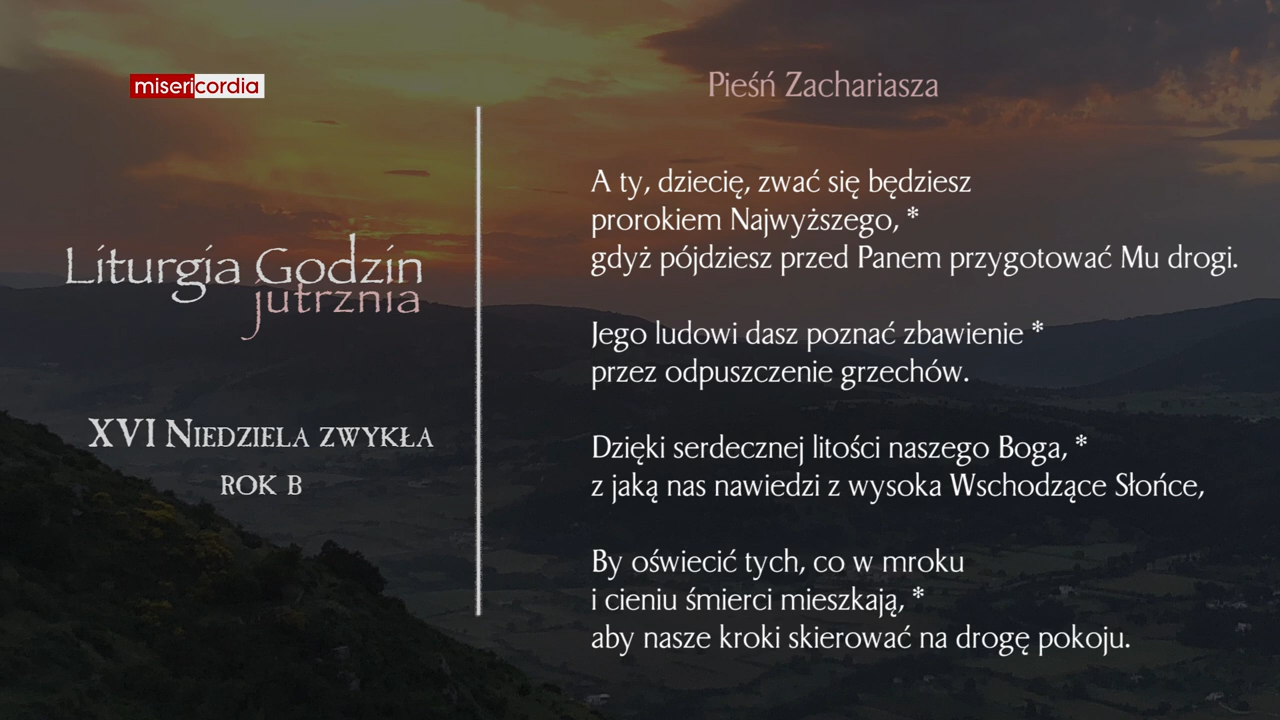 misericordia
Liturgia Godzin
jutrznia
XVI Niedziela zwykła
rok B
Pieśń Zachariasza
A ty, dziecię, zwać się będziesz
prorokiem Najwyższego, *
gdyż pójdziesz przed Panem przygotować Mu drogi.
Jego ludowi dasz poznać zbawienie *
przez odpuszczenie grzechów.
Dzięki serdecznej litości naszego Boga, *
z jaką nas nawiedzi z wysoka Wschodzące Słońce,
By oświecić tych, co w mroku
i cieniu śmierci mieszkają, *
aby nasze kroki skierować na drogę pokoju.